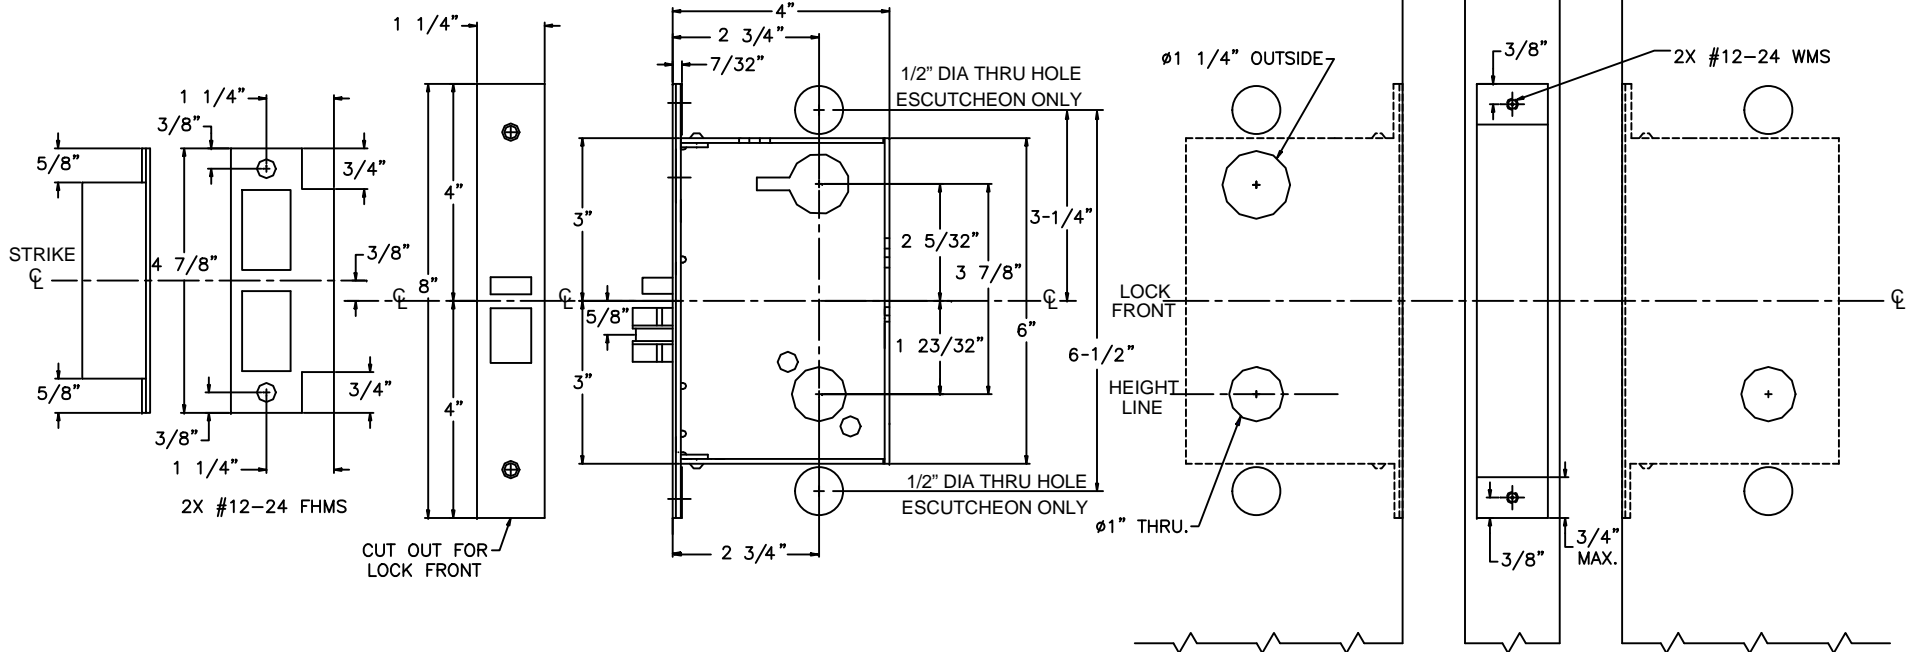 1 1/4”
3/8”
5/8”
3/4”
STRIKE
℄
4 7/8”
3/8”
5/8”
3/4”
3/8”
1 1/4”
2X #12-24 FHMS
1 1/4”
4”
8”
℄
4”
CUT OUT FOR
LOCK FRONT
4”
2 3/4”
7/32”
1/2” DIA THRU HOLE
ESCUTCHEON ONLY
3”
3-1/4”
2 5/32”
3 7/8”
℄
℄
5/8”
6”
1 23/32”
6-1/2”
3”
1/2” DIA THRU HOLE
ESCUTCHEON ONLY
2 3/4”
ø1 1/4” OUTSIDE
LOCK
FRONT
HEIGHT
LINE
ø1” THRU.
3/8”
2X #12-24 WMS
℄
3/8”
3/4”
MAX.